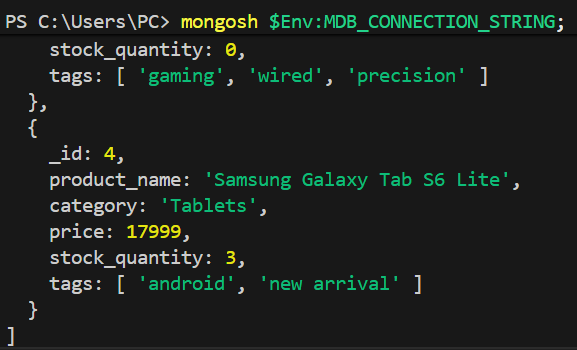 PS C:\Users\PC> mongosh $Env:MDB_CONNECTION_STRING;
stock_quantity: 0,
tags: [ 'gaming', 'wired', 'precision' ]
},
{
_id: 4,
product_name: 'Samsung Galaxy Tab S6 Lite',
category: 'Tablets',
price: 17999,
stock_quantity: 3,
tags: [ 'android', 'new arrival' ]
}
]